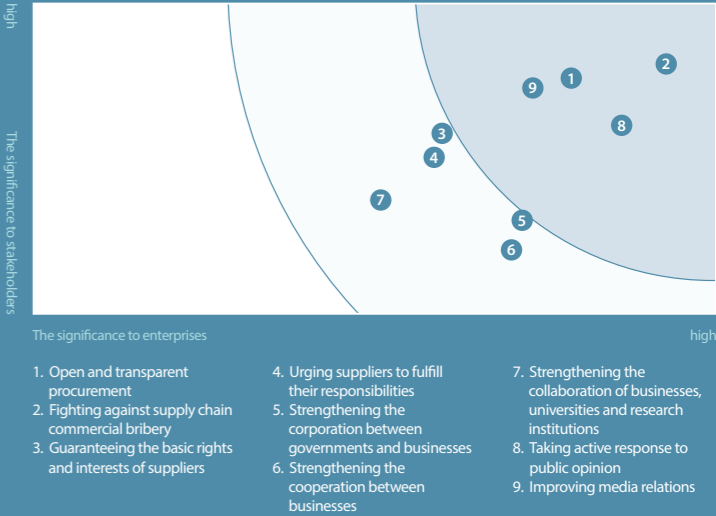 high
The significance to stakeholders
2
1
9
8
3
4
7
5
6
The significance to enterprises
high
1. Open and transparent
procurement
2. Fighting against supply chain
commercial bribery
3. Guaranteeing the basic rights
and interests of suppliers
4. Urging suppliers to fulfill
their responsibilities
5. Strengthening the
corporation between
governments and businesses
6. Strengthening the
cooperation between
businesses
7. Strengthening the
collaboration of businesses,
universities and research
institutions
8. Taking active response to
public opinion
9. Improving media relations